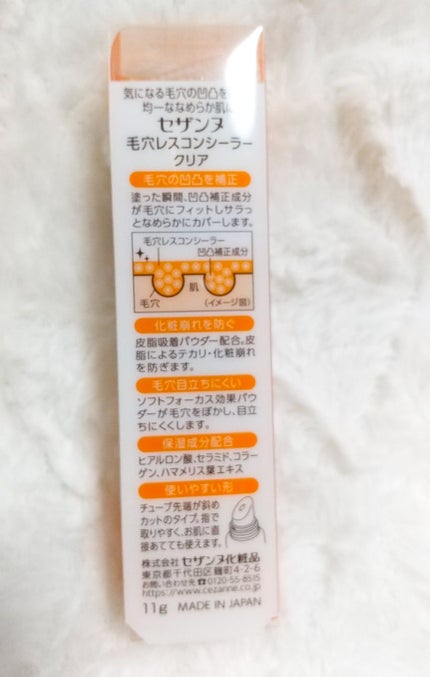 気になる毛穴の凹凸を
均一ななめらか肌に
セザンヌ
毛穴レスコンシーラー
クリア
毛穴の凹凸を補正
塗った瞬間、凹凸補正成分
が毛穴にフィットしサラっ
となめらかにカバーします。
毛穴レスコンシーラー
凹凸補正成分
肌
毛穴
(イメージ図)
化粧崩れを防ぐ
皮脂吸着パウダー配合。皮
脂によるテカリ・化粧崩れ
を防ぎます。
毛穴目立ちにくい
ソフトフォーカス効果パウ
ダーが毛穴をぼかし、目立
ちにくくします。
保湿成分配合
ヒアルロン酸、セラミド、コラー
ゲン、ハマメリス葉エキス
使いやすい形
チューブ先端が斜め
カットのタイプ。指で
取りやすく、お肌に直
接あてても使えます。
株式会社 セザンヌ化粧品
東京都千代田区麹町4-2-6
お問い合わせ先☎0120-55-8515
https://www.cezanne.co.jp
11g MADE IN JAPAN